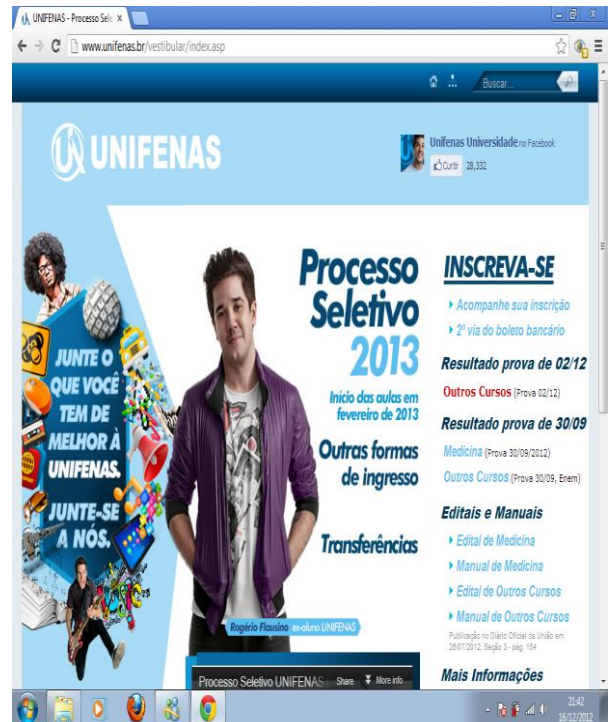 UNIFENAS - Processo Sele
www.unifenas.br/vestibular/index.asp
Buscar...
UNIFENAS
Unifenas Universidade no Facebook
Curtir 28,332
JUNTE O
QUE VOCÊ
TEM DE
MELHOR À
UNIFENAS.
JUNTE-SE
A NÓS.
MUSIC
Processo
Seletivo
2013
Início das aulas em
fevereiro de 2013
Outras formas
de ingresso
Transferências
Rogério Flausino ex-aluno UNIFENAS
Processo Seletivo UNIFENAS Share More info
INSCREVA-SE
Acompanhe sua inscrição
2ª via do boleto bancário
Resultado prova de 02/12
Outros Cursos (Prova 02/12)
Resultado prova de 30/09
Medicina (Prova 30/09/2012)
Outros Cursos (Prova 30/09, Enem)
Editais e Manuais
Edital de Medicina
Manual de Medicina
Edital de Outros Cursos
Manual de Outros Cursos
Publicação no Diário Oficial da União em
26/07/2012, Seção 3 - pág. 154
Mais Informações
21:42
16/12/2012